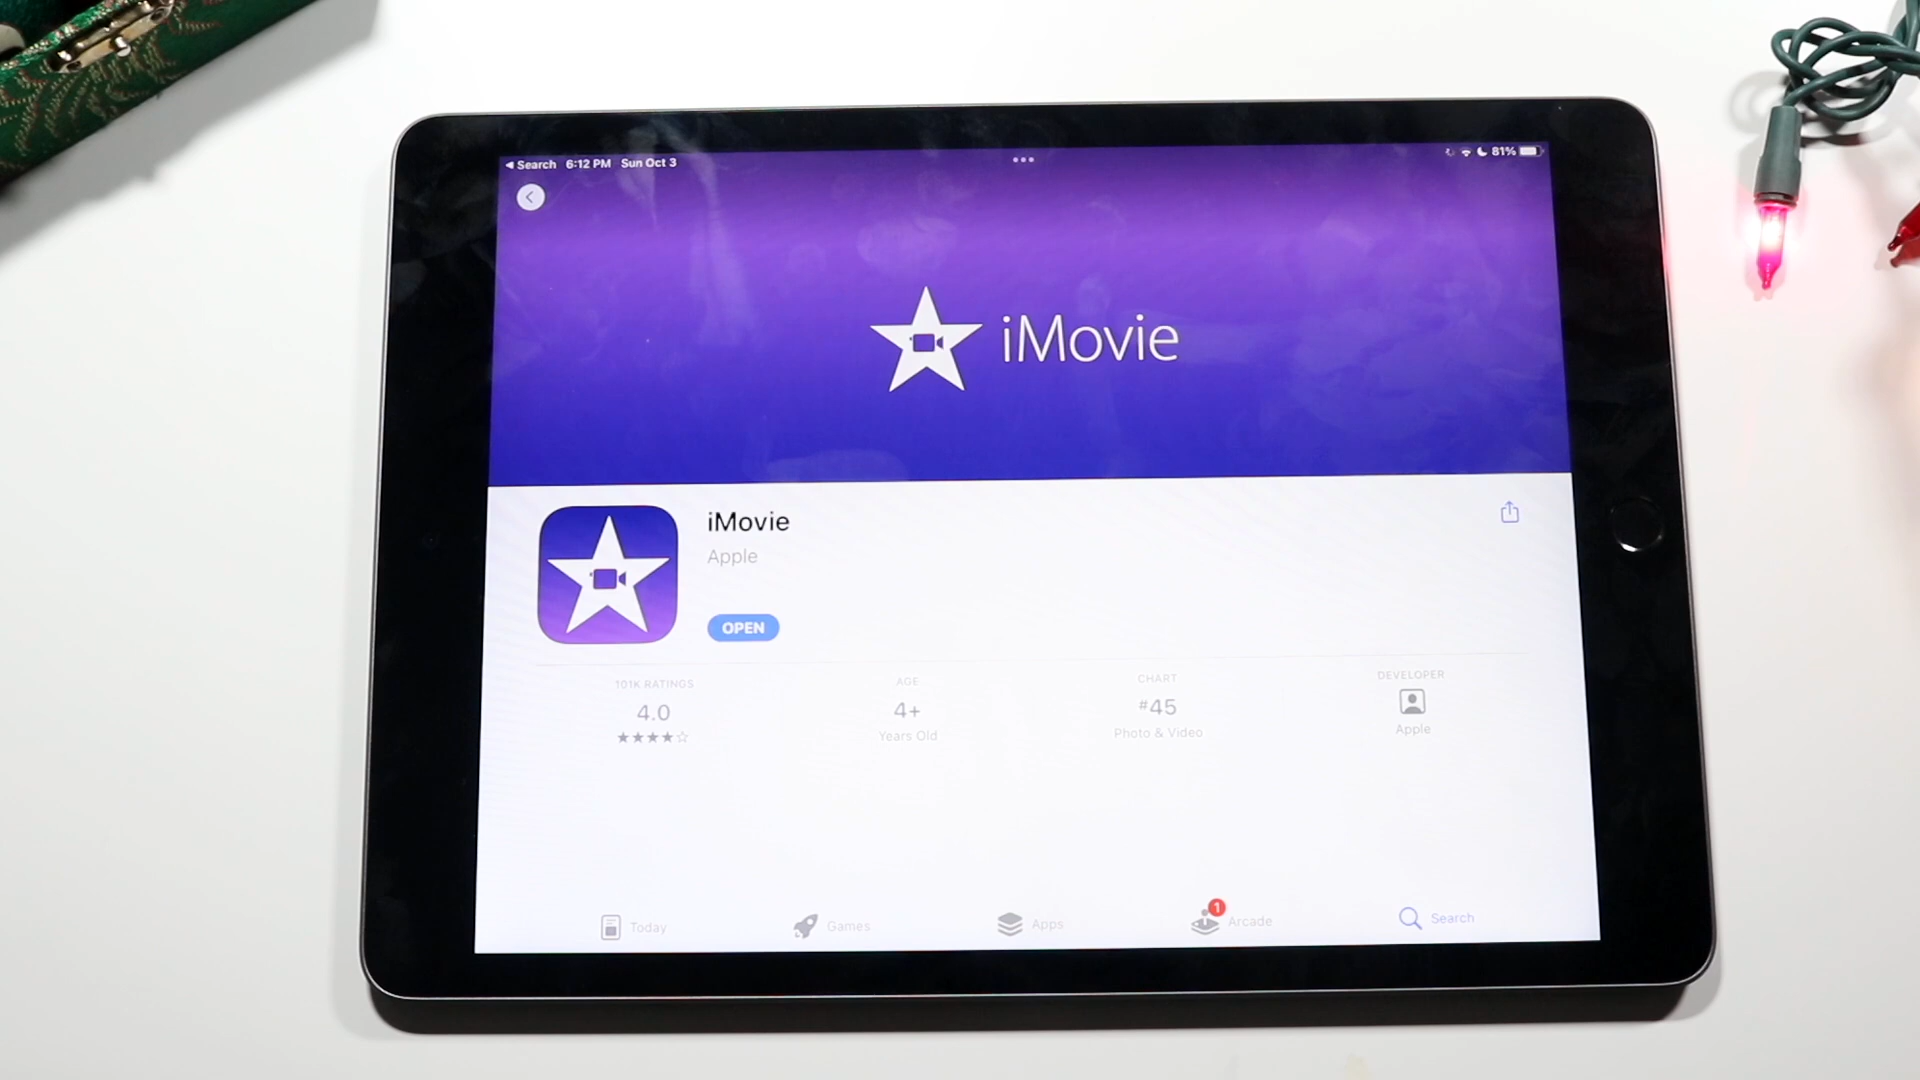 Search 6:12 PM Sun Oct 3
81%
iMovie
iMovie
Apple
OPEN
101K RATINGS
4.0
AGE
4+
Years Old
CHART
#45
Photo & Video
DEVELOPER
Apple
Today
Games
Apps
1
Arcade
Search